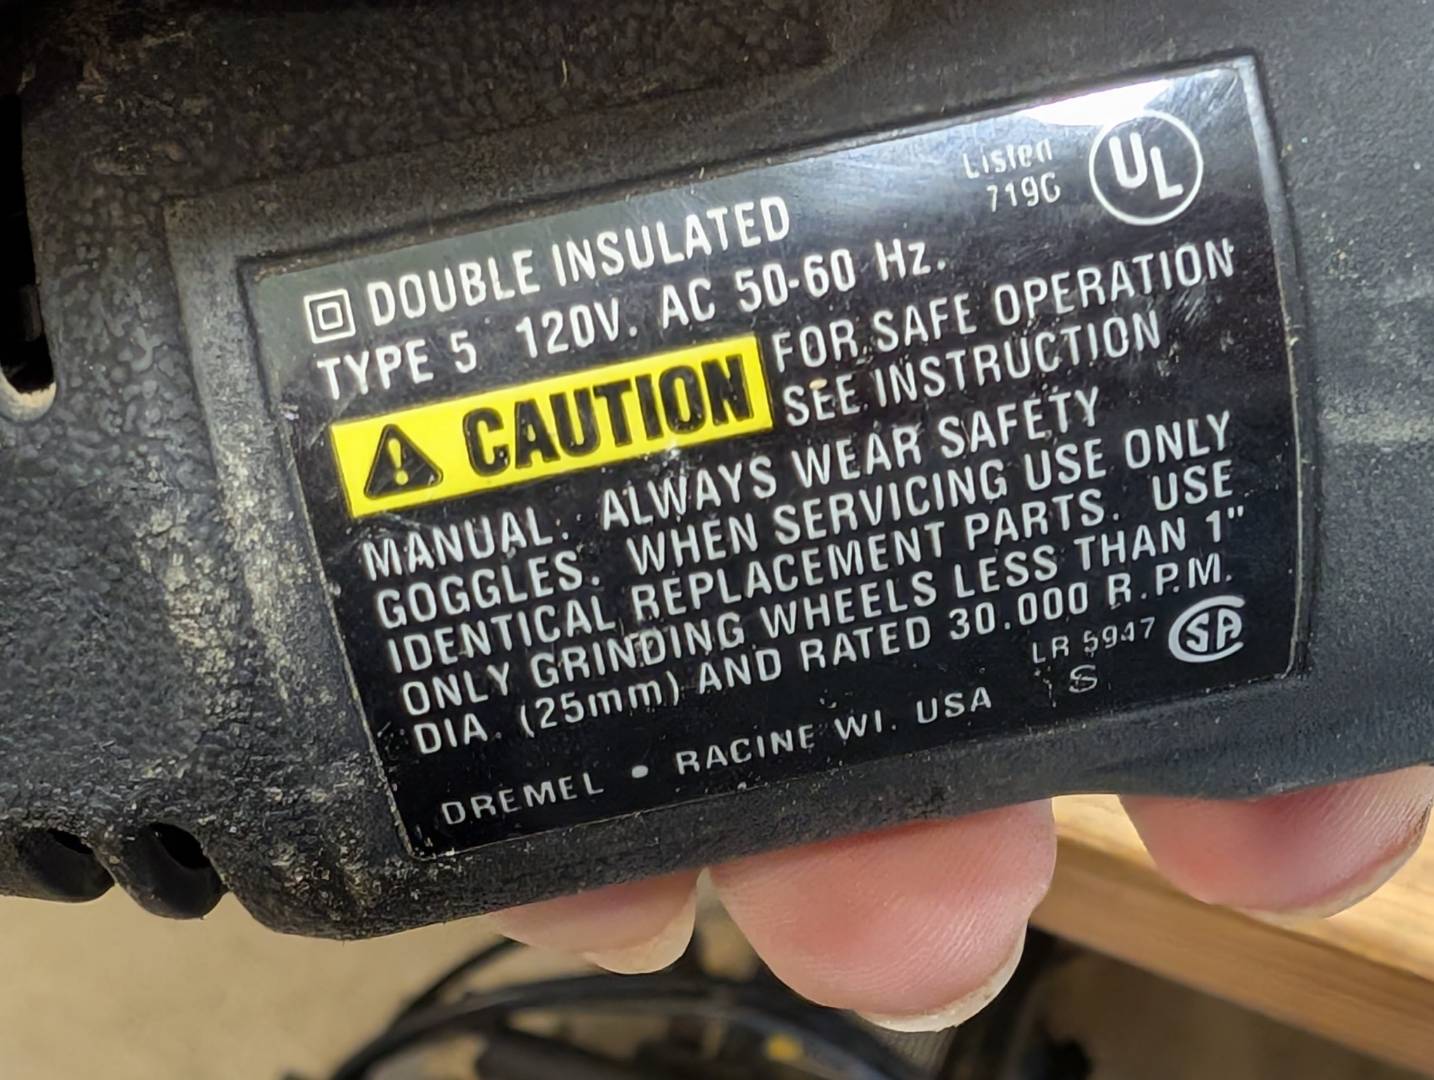 Listed
719G
UL
DOUBLE INSULATED
TYPE 5 120V. AC 50-60 Hz.
CAUTION FOR SAFE OPERATION
SEE INSTRUCTION
MANUAL. ALWAYS WEAR SAFETY
GOGGLES. WHEN SERVICING USE ONLY
IDENTICAL REPLACEMENT PARTS. USE
ONLY GRINDING WHEELS LESS THAN 1"
DIA. (25mm) AND RATED 30.000 R.P.M.
LR 5947
S
SA
DREMEL • RACINE WI. USA